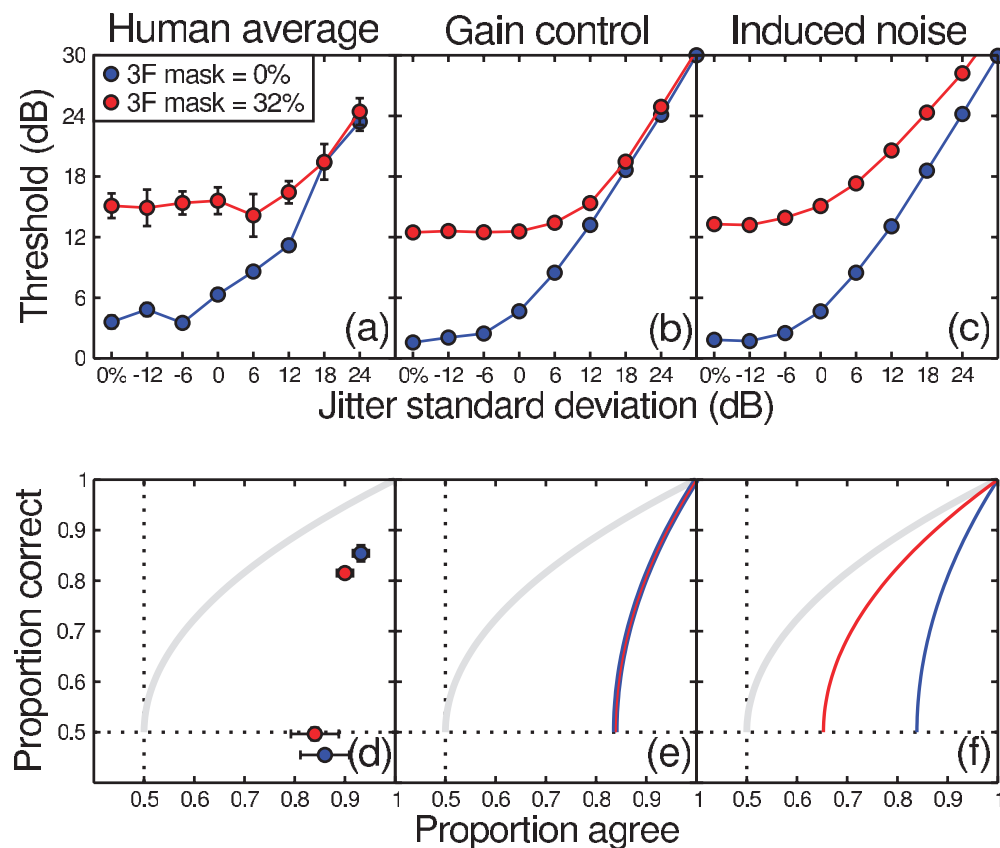 Human average
Gain control
Induced noise
Threshold (dB)
30
24
18
12
6
0
3F mask = 0%
3F mask = 32%
(a)
(b)
(c)
0% -12 -6 0 6 12 18 24
0% -12 -6 0 6 12 18 24
0% -12 -6 0 6 12 18 24
Jitter standard deviation (dB)
Proportion correct
1
0.9
0.8
0.7
0.6
0.5
(d)
(e)
(f)
0.5 0.6 0.7 0.8 0.9 1
0.5 0.6 0.7 0.8 0.9 1
0.5 0.6 0.7 0.8 0.9 1
Proportion agree